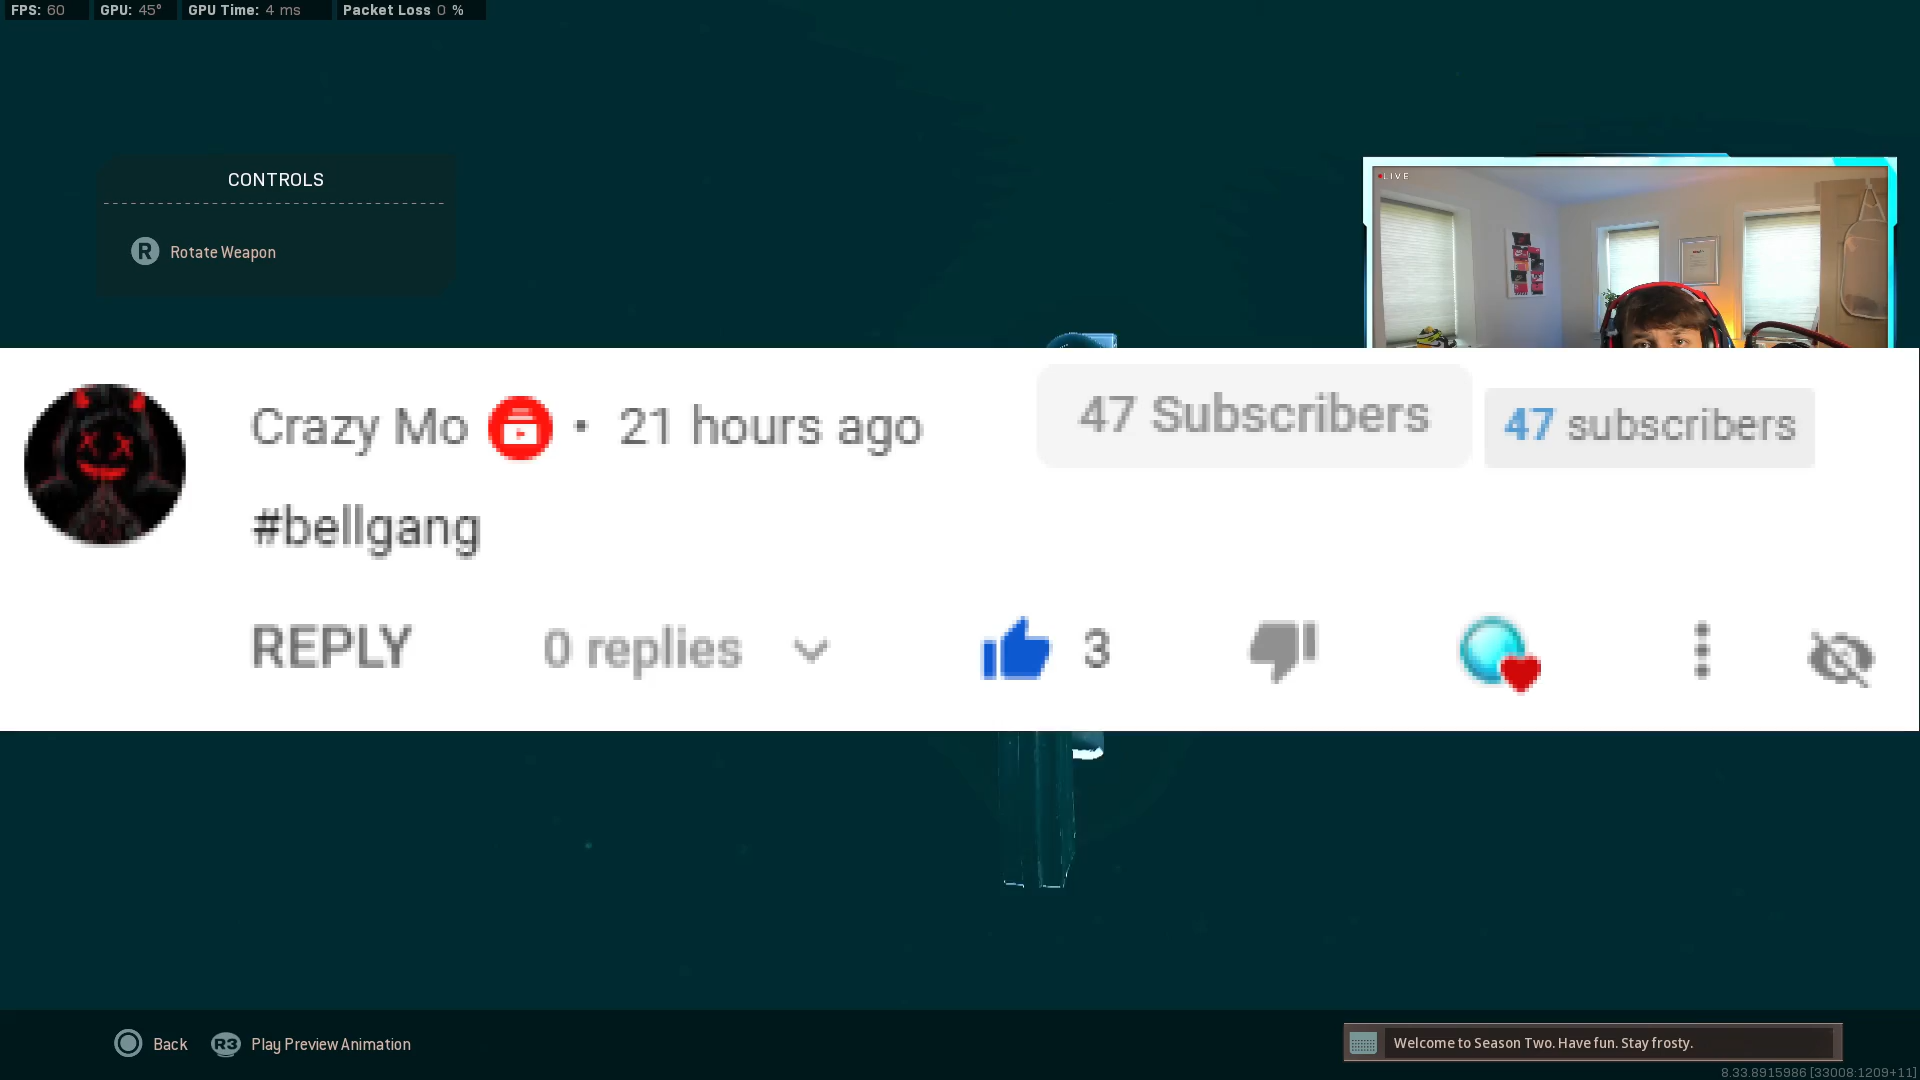 FPS: 60 GPU: 45° GPU Time: 4 ms Packet Loss 0 %
CONTROLS
R Rotate Weapon
LIVE
Crazy Mo • 21 hours ago 47 Subscribers 47 subscribers
#bellgang
REPLY 0 replies 3
Back R3 Play Preview Animation
Welcome to Season Two. Have fun. Stay frosty.
8.33.8915986 [33008:1209+11]